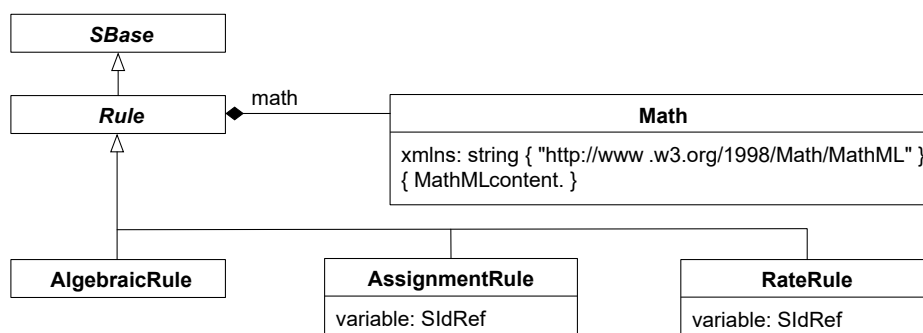 SBase
Rule
math
Math
xmlns: string { "http://www .w3.org/1998/Math/MathML" }
{ MathMLcontent. }
AlgebraicRule
AssignmentRule
variable: SIdRef
RateRule
variable: SIdRef